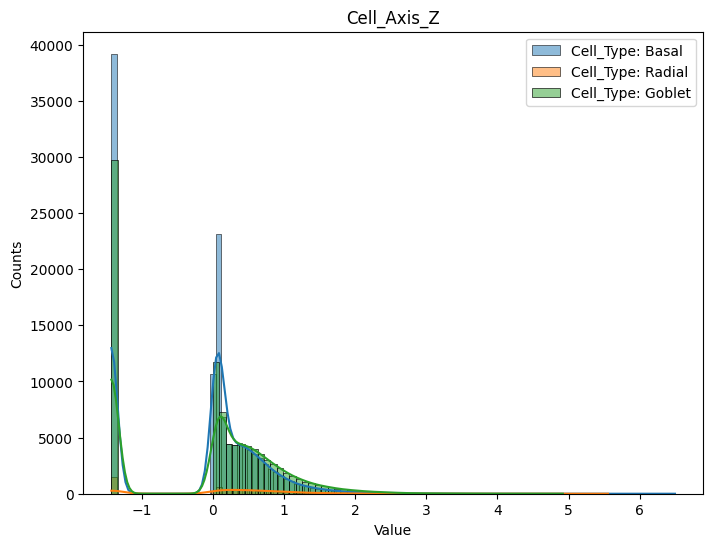 Cell_Axis_Z
Cell_Type: Basal
Cell_Type: Radial
Cell_Type: Goblet
40000
35000
30000
25000
20000
15000
10000
5000
0
Counts
−1
0
1
2
3
4
5
6
Value